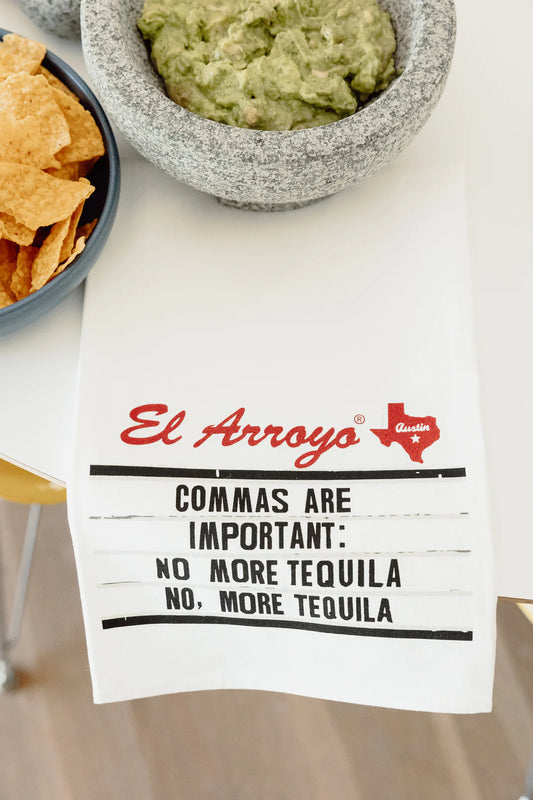 El Arroyo®
Austin
COMMAS ARE
IMPORTANT:
NO MORE TEQUILA
NO, MORE TEQUILA